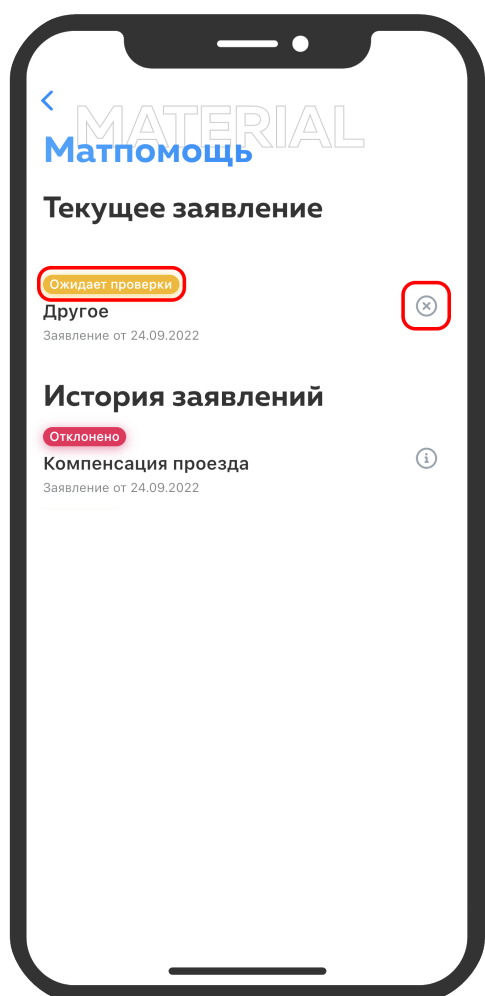 MATERIAL
Матпомощь
Текущее заявление
Ожидает проверки
Другое
Заявление от 24.09.2022
История заявлений
Отклонено
Компенсация проезда
Заявление от 24.09.2022